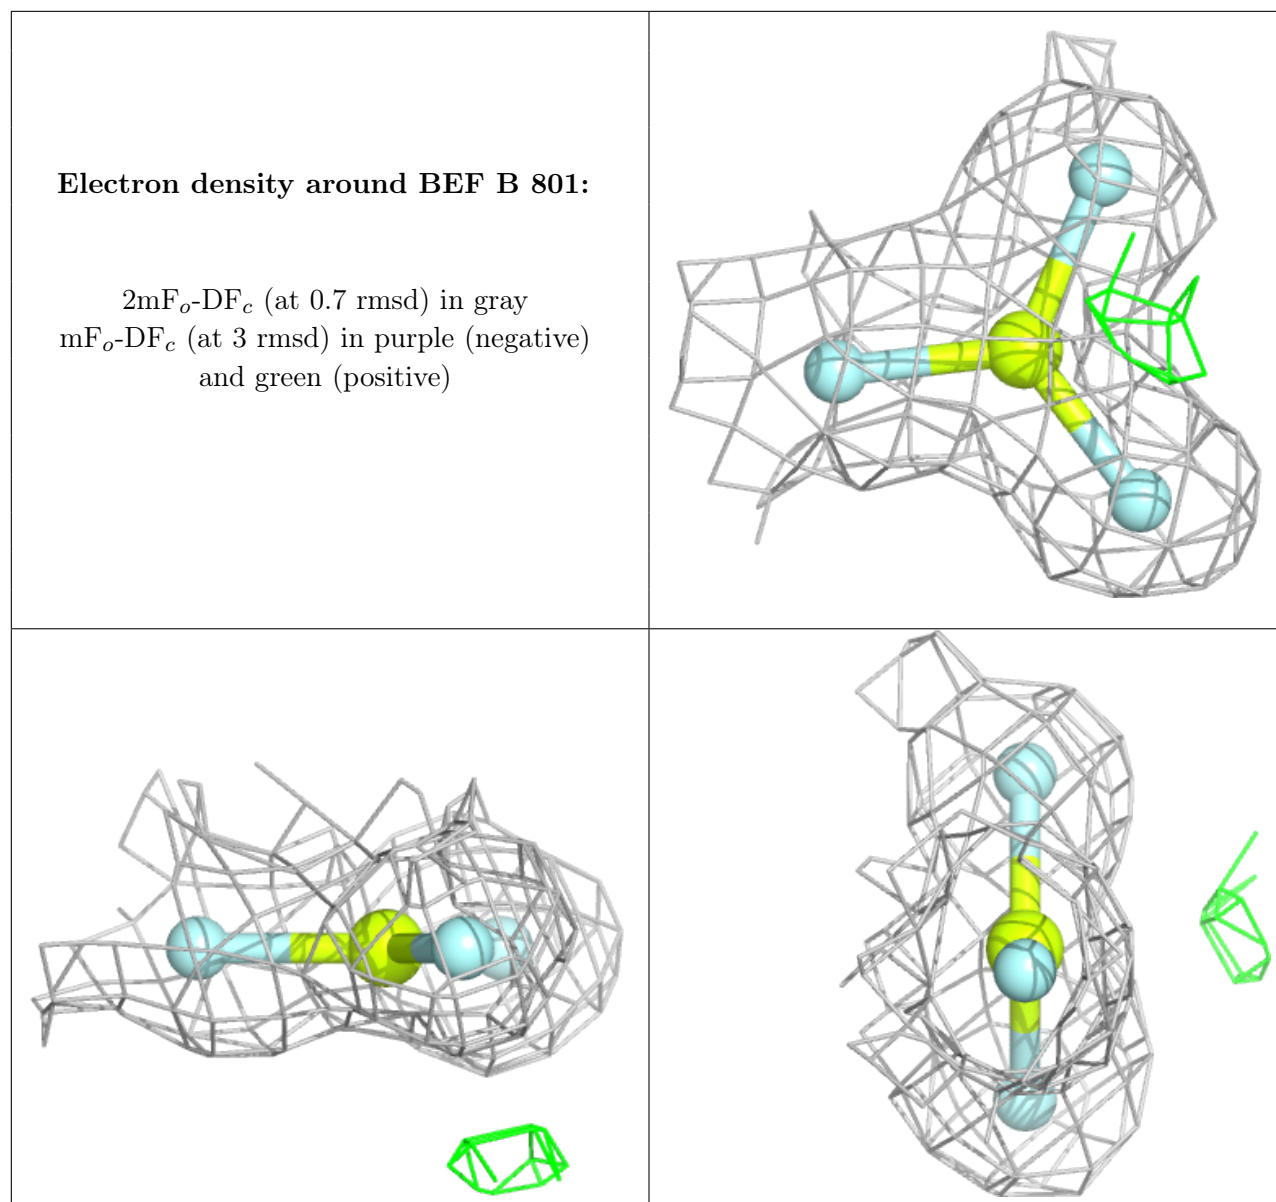 Electron density around BEF B 801:
2mFₒ-DF𝑐 (at 0.7 rmsd) in gray
mFₒ-DF𝑐 (at 3 rmsd) in purple (negative)
and green (positive)